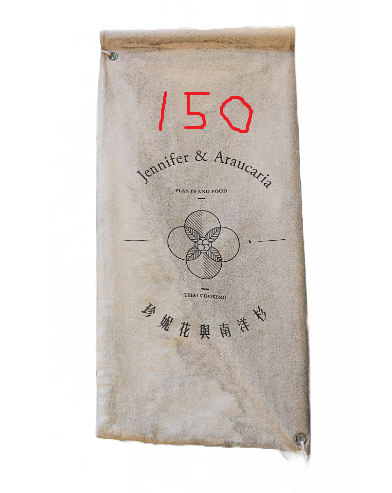 150
Jennifer & Araucaria
PLANTS AND FOOD
THAI COOKING
珍妮花與南洋杉